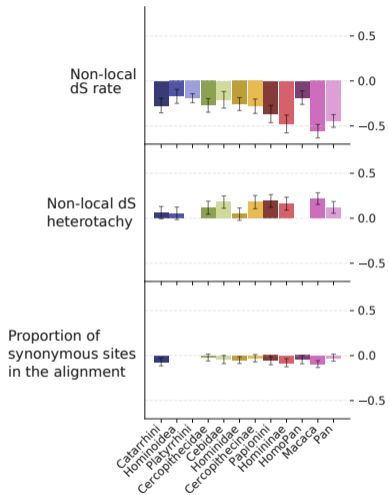 0.5
Non-local
dS rate
0.0
−0.5
0.5
Non-local dS
heterotachy
0.0
−0.5
0.5
Proportion of
synonymous sites
in the alignment
0.0
−0.5
Catarrhini
Hominoidea
Platyrrhini
Cercopithecidae
Cebidae
Hominidae
Cercopithecinae
Papionini
Homininae
HomoPan
Macaca
Pan